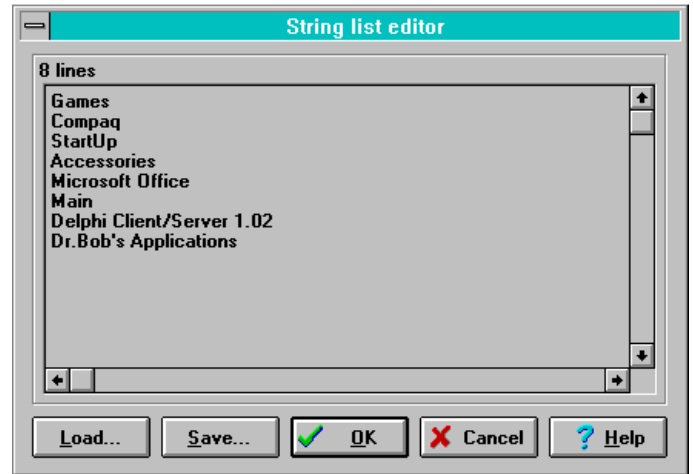 String list editor
8 lines
Games
Compaq
StartUp
Accessories
Microsoft Office
Main
Delphi Client/Server 1.02
Dr.Bob's Applications
Load... Save... OK Cancel Help